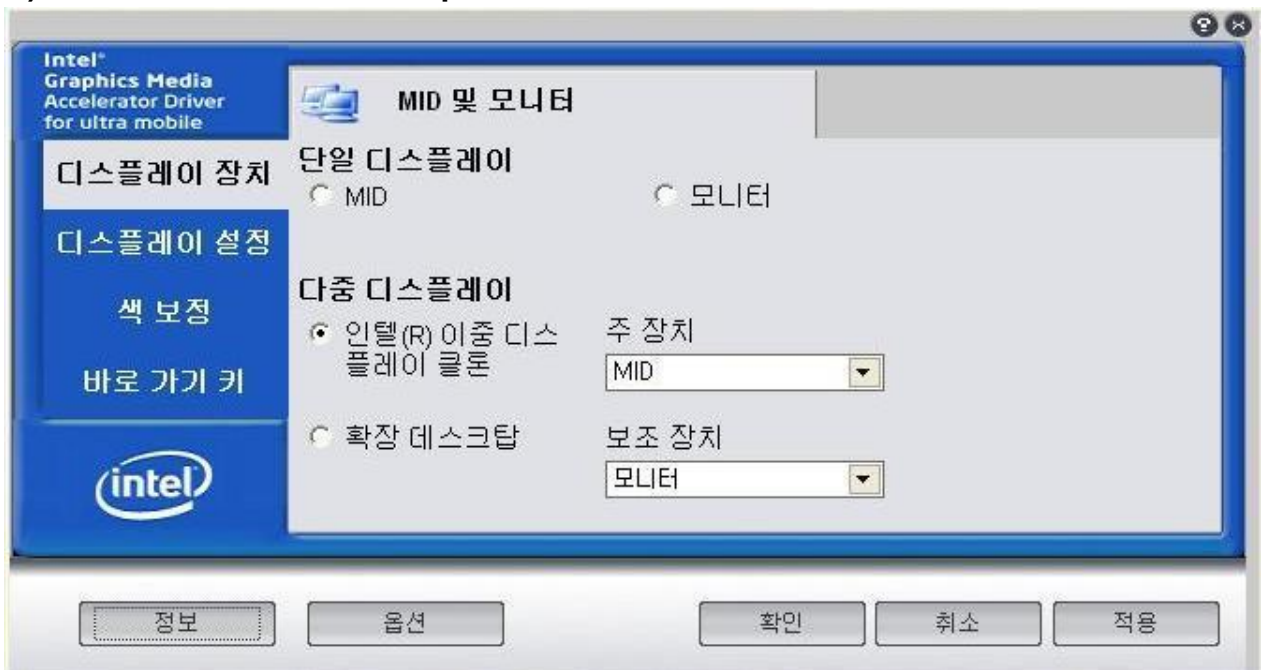 Intel®
Graphics Media
Accelerator Driver
for ultra mobile
MID 및 모니터
디스플레이 장치
디스플레이 설정
색 보정
바로 가기 키
intel
단일 디스플레이
MID
모니터
다중 디스플레이
인텔(R) 이중 디스
플레이 클론
주 장치
MID
확장 데스크탑
보조 장치
모니터
정보
옵션
확인
취소
적용